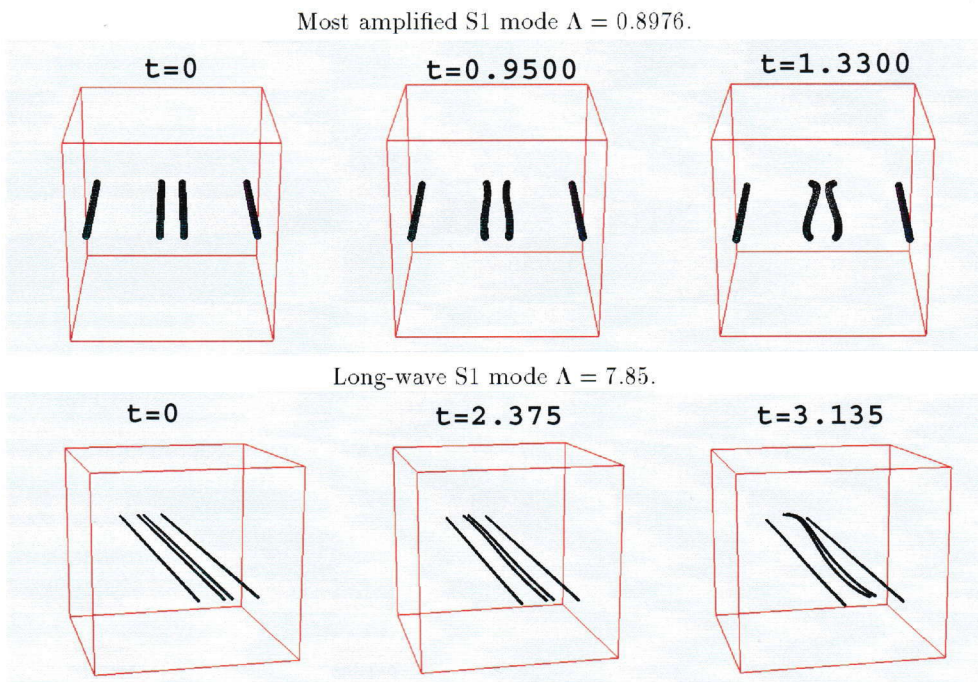 Most amplified S1 mode Λ = 0.8976.
t=0
t=0.9500
t=1.3300
Long-wave S1 mode Λ = 7.85.
t=0
t=2.375
t=3.135